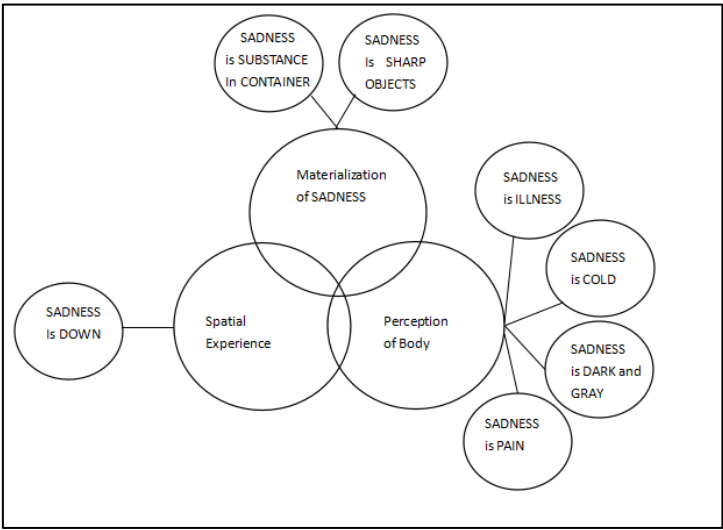 SADNESS
is SUBSTANCE
In CONTAINER
SADNESS
Is SHARP
OBJECTS
Materialization
of SADNESS
SADNESS
is ILLNESS
SADNESS
is COLD
SADNESS
Is DOWN
Spatial
Experience
Perception
of Body
SADNESS
is DARK and
GRAY
SADNESS
is PAIN